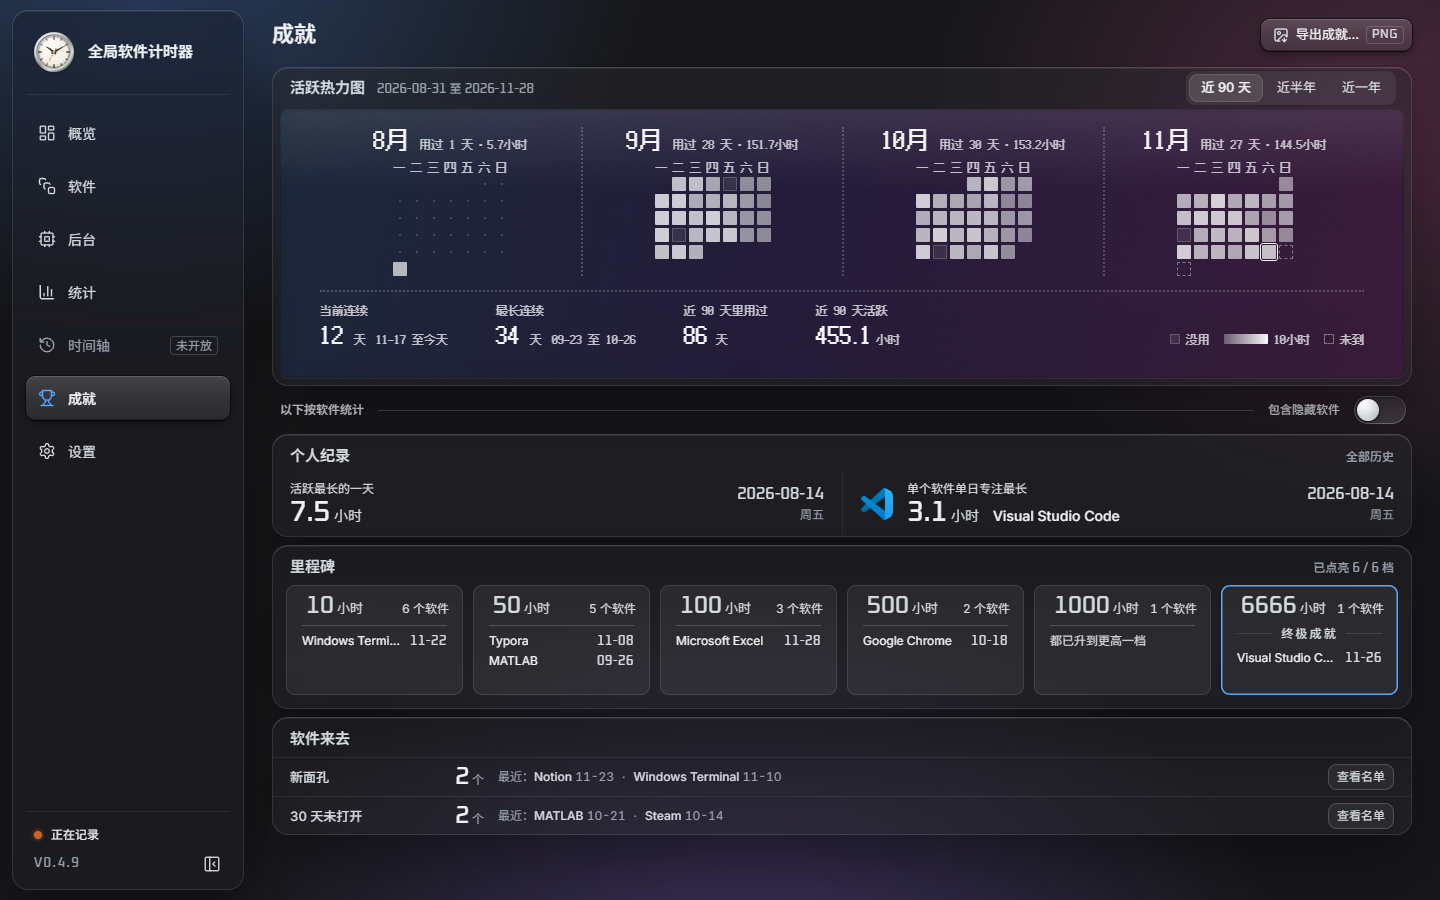 全局软件计时器
概览
软件
后台
统计
时间轴 未开放
成就
设置
正在记录
V0.4.9
成就
导出成就... PNG
活跃热力图 2026-08-31 至 2026-11-28
近 90 天 近半年 近一年
8月 用过 1 天 · 5.7小时
一 二 三 四 五 六 日
9月 用过 28 天 · 151.7小时
一 二 三 四 五 六 日
10月 用过 30 天 · 153.2小时
一 二 三 四 五 六 日
11月 用过 27 天 · 144.5小时
一 二 三 四 五 六 日
当前连续
12 天 11-17 至今天
最长连续
34 天 09-23 至 10-26
近 90 天里用过
86 天
近 90 天活跃
455.1 小时
没用 10小时 未到
以下按软件统计
包含隐藏软件
个人纪录
全部历史
活跃最长的一天
7.5 小时
2026-08-14
周五
单个软件单日专注最长
3.1 小时 Visual Studio Code
2026-08-14
周五
里程碑
已点亮 6 / 6 档
10 小时 6 个软件
Windows Termi... 11-22
50 小时 5 个软件
Typora 11-08
MATLAB 09-26
100 小时 3 个软件
Microsoft Excel 11-28
500 小时 2 个软件
Google Chrome 10-18
1000 小时 1 个软件
都已升到更高一档
6666 小时 1 个软件
终极成就
Visual Studio C... 11-26
软件来去
新面孔 2 个 最近: Notion 11-23 · Windows Terminal 11-10 查看名单
30 天未打开 2 个 最近: MATLAB 10-21 · Steam 10-14 查看名单